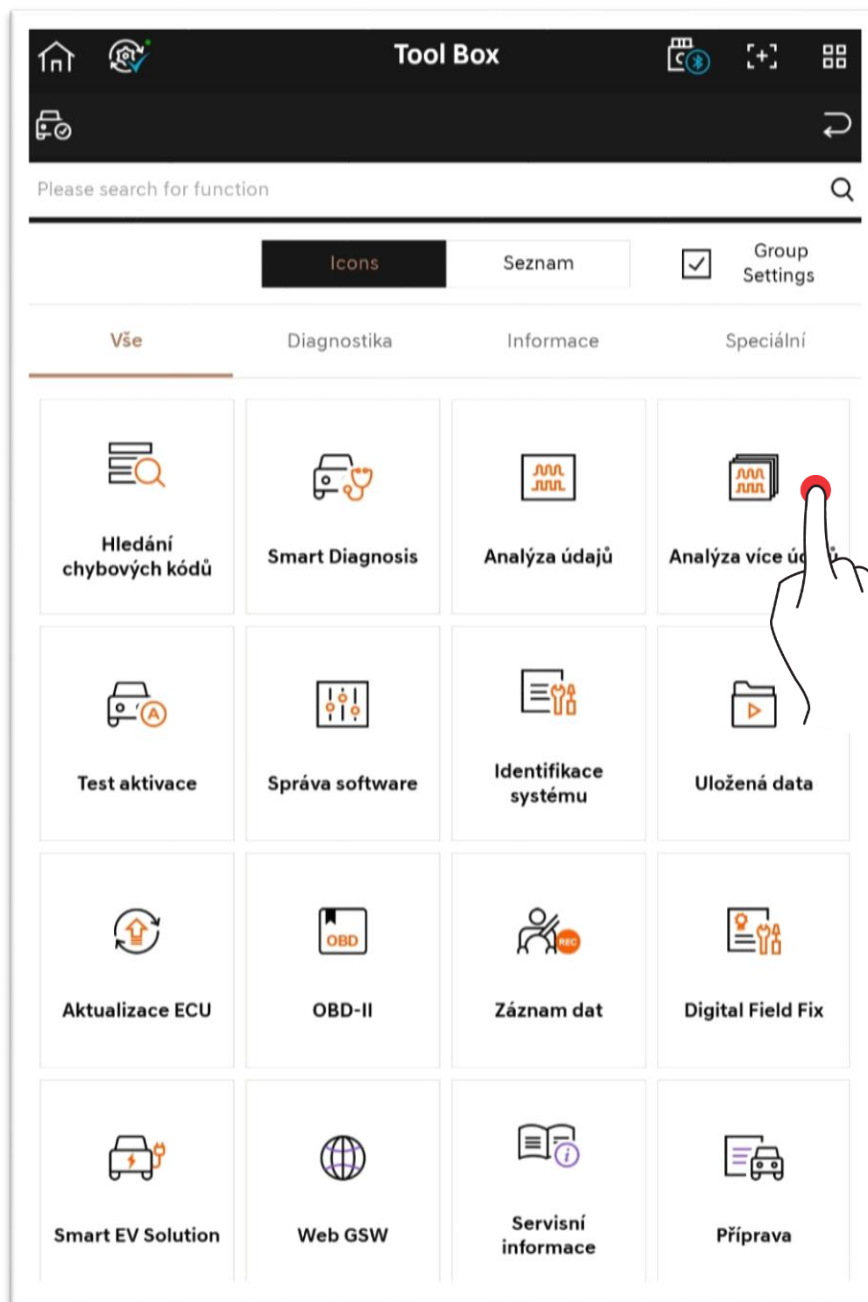 Tool Box
Please search for function
Icons
Seznam
Group
Settings
Vše
Diagnostika
Informace
Speciální
Hledání
chybových kódů
Smart Diagnosis
Analýza údajů
Analýza více
Test aktivace
Správa software
Identifikace
systému
Uložená data
Aktualizace ECU
OBD
OBD-II
REC
Záznam dat
Digital Field Fix
Smart EV Solution
Web GSW
Servisní
informace
Příprava